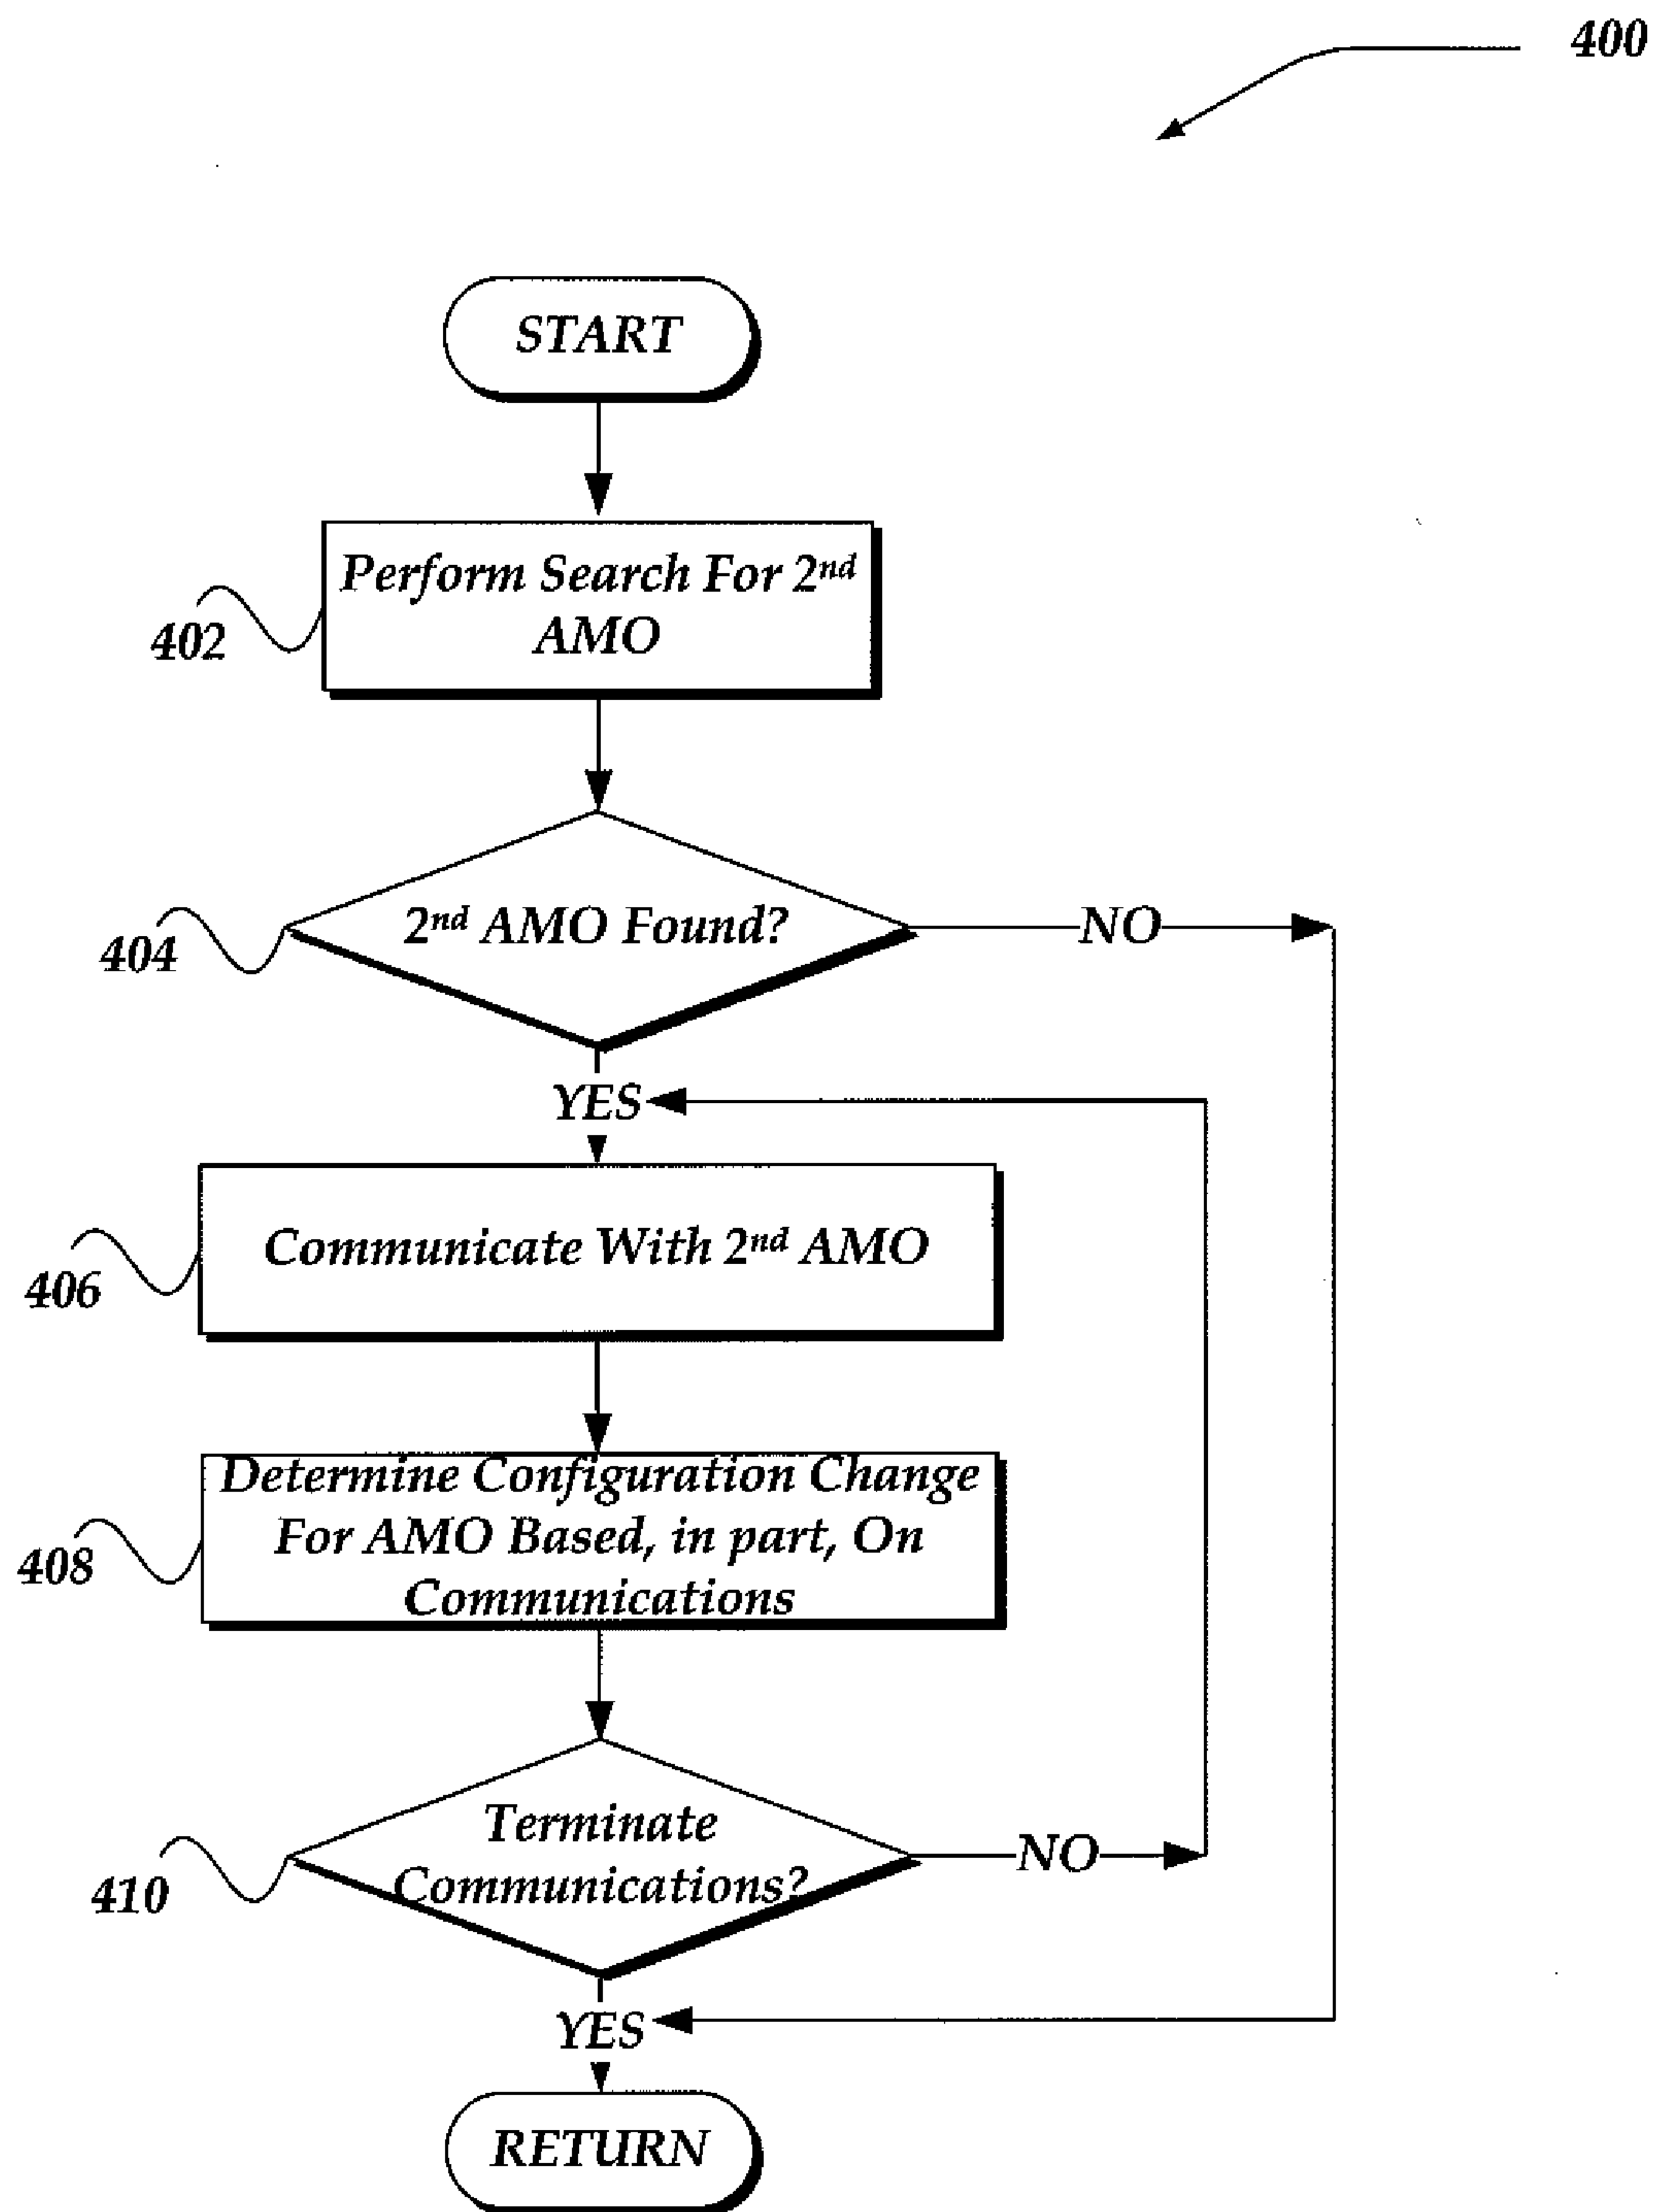 400
START
Perform Search For 2nd
AMO
402
2nd AMO Found?
NO
404
YES
Communicate With 2nd AMO
406
Determine Configuration Change
For AMO Based, in part, On
Communications
408
Terminate
Communications?
NO
410
YES
RETURN